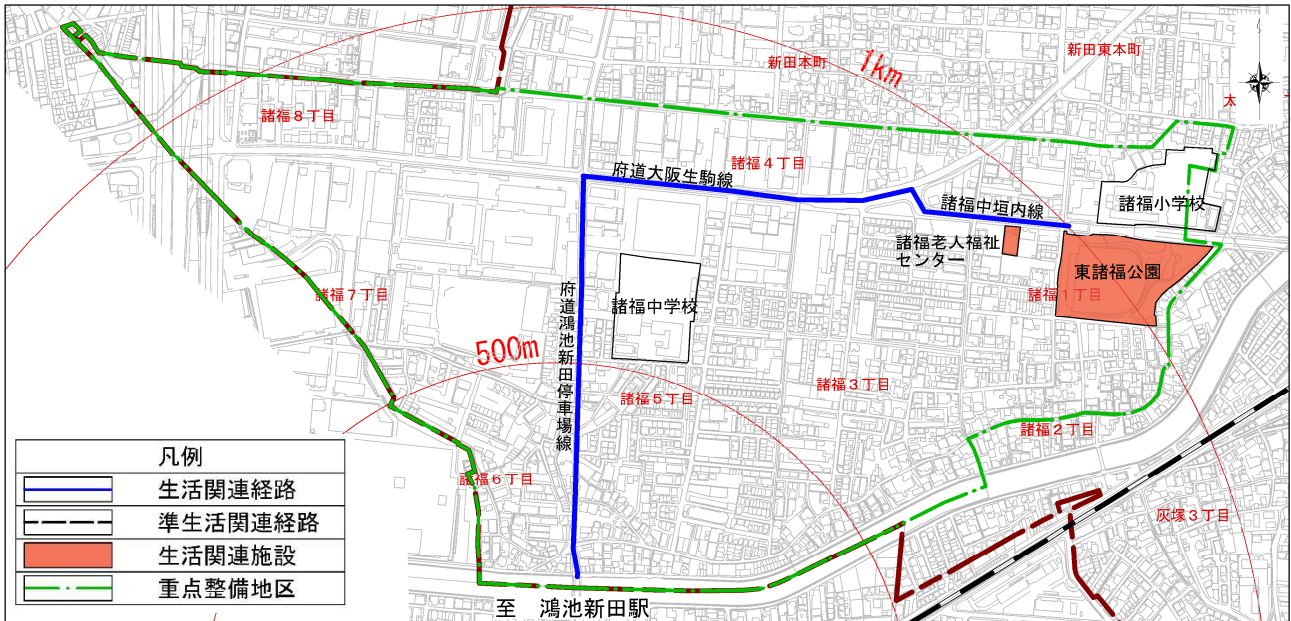 新田東本町
新田本町
1km
太
諸福8丁目
諸福4丁目
府道大阪生駒線
諸福中垣内線
諸福小学校
諸福老人福祉
センター
東諸福公園
諸福1丁目
諸福7丁目
府道鴻池新田停車場線
諸福中学校
500m
諸福3丁目
諸福5丁目
諸福2丁目
諸福6丁目
灰塚3丁目
凡例
生活関連経路
準生活関連経路
生活関連施設
重点整備地区
至 鴻池新田駅